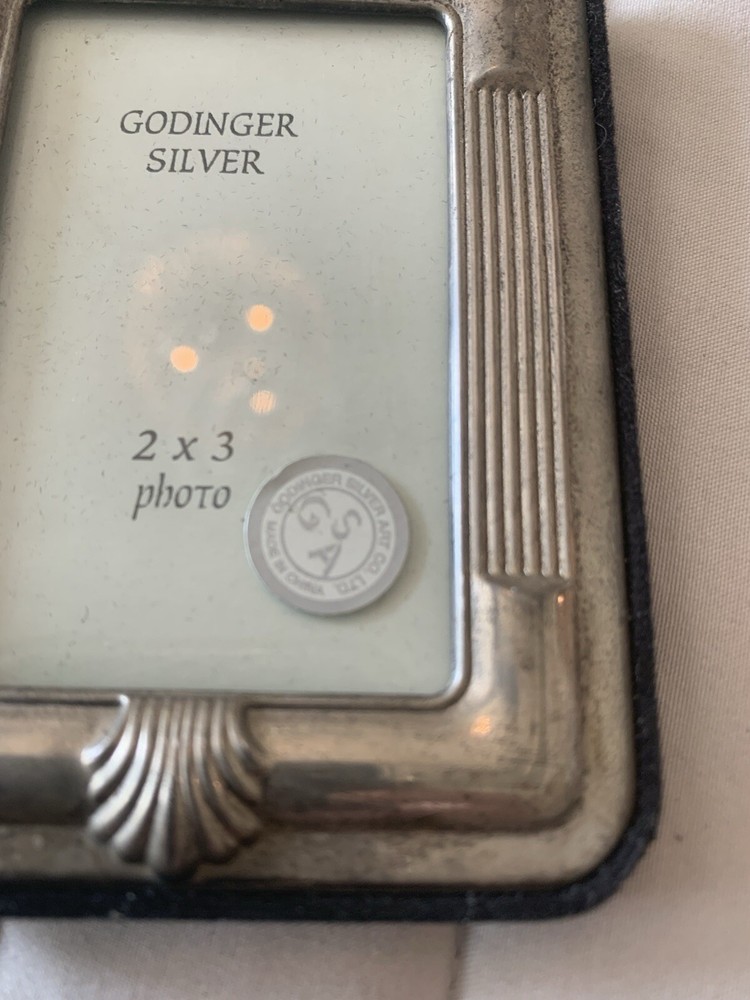 GODINGER
SILVER
2 x 3
photo
GODINGER SILVER ART CO. LTD.
MADE IN CHINA
G
S
A